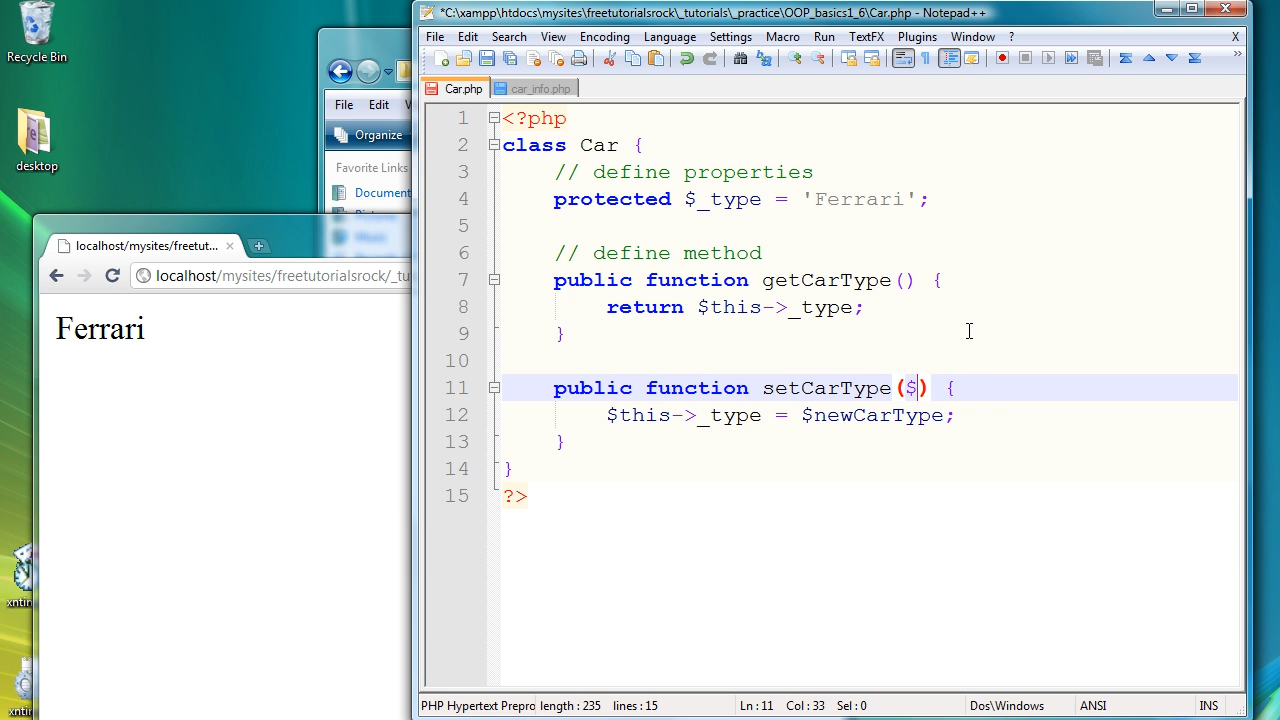 *C:\xampp\htdocs\mysites\freetutorialsrock\_tutorials\_practice\OOP_basics1_6\Car.php - Notepad++
File Edit Search View Encoding Language Settings Macro Run TextFX Plugins Window ? X
Car.php car_info.php
1 <?php
2 class Car {
3 // define properties
4 protected $_type = 'Ferrari';
5
6 // define method
7 public function getCarType() {
8 return $this->_type;
9 }
10
11 public function setCarType($) {
12 $this->_type = $newCarType;
13 }
14 }
15 ?>
PHP Hypertext Prepro length : 235 lines : 15 Ln : 11 Col : 33 Sel : 0 Dos\Windows ANSI INS
Recycle Bin
desktop
File Edit
Organize
Favorite Links
Document
Music
localhost/mysites/freetut...
localhost/mysites/freetutorialsrock/_tu
Ferrari
xntin
xntin